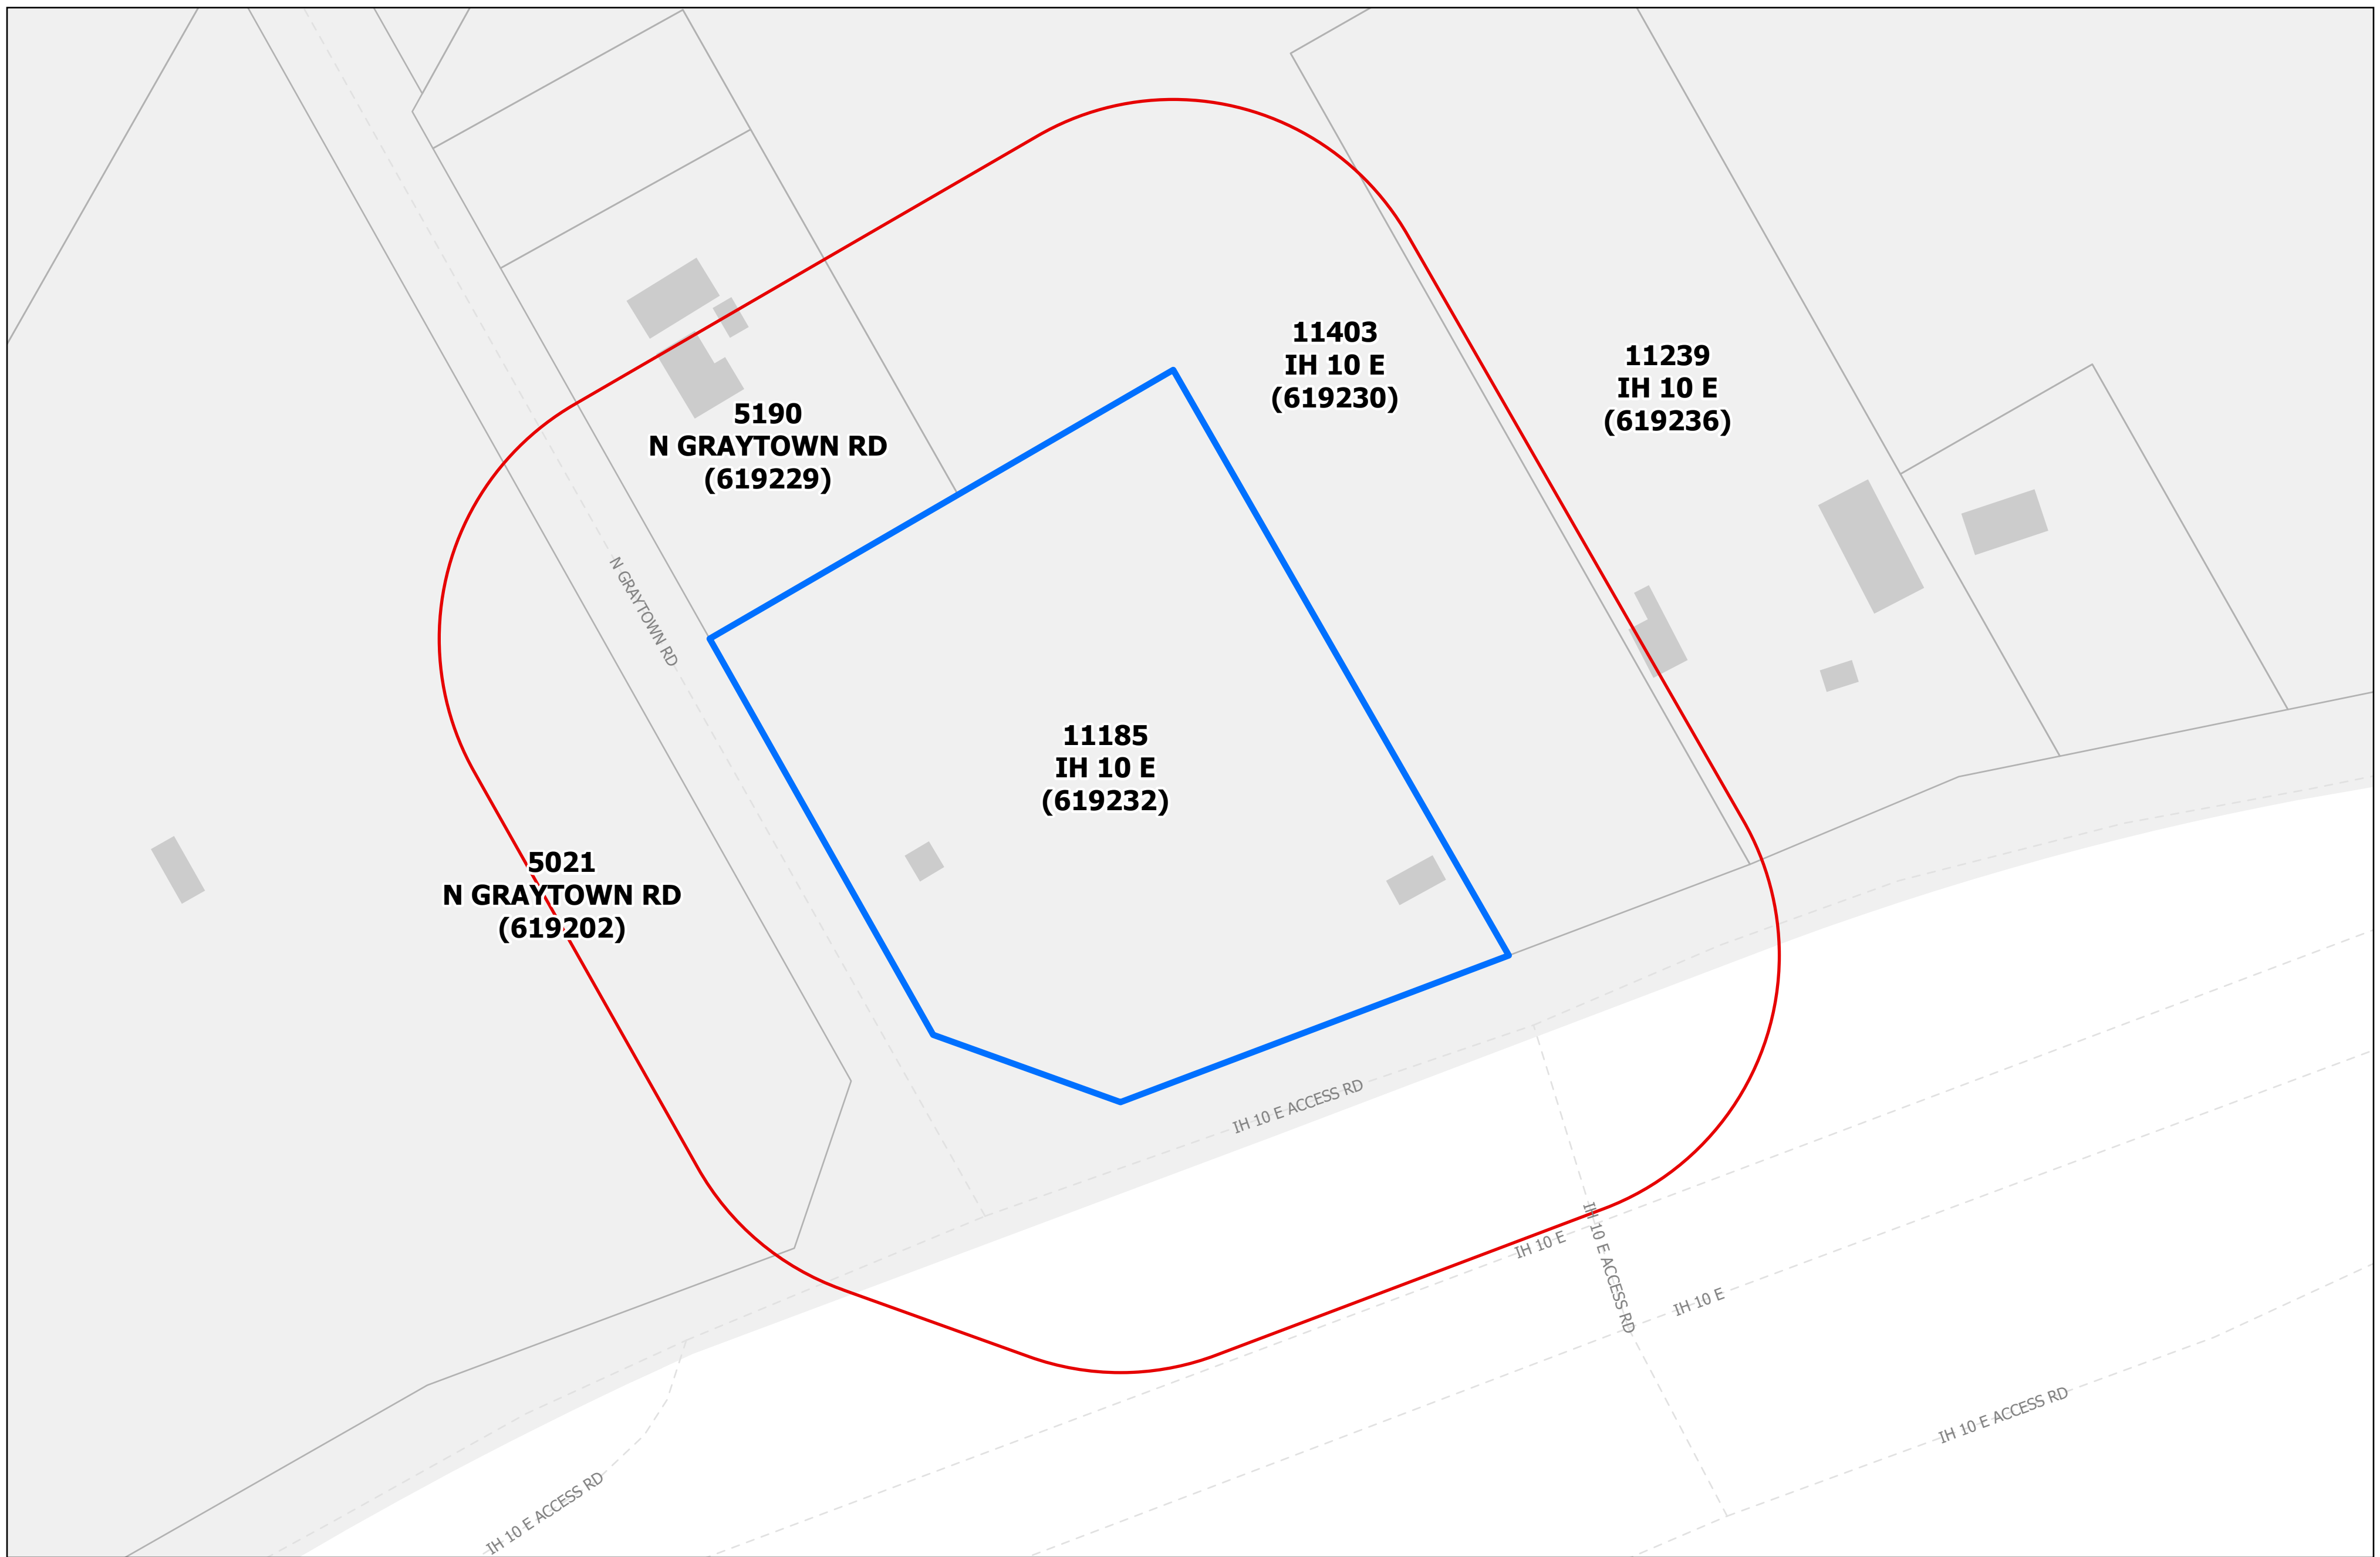 11403
IH 10 E
(619230)
11239
IH 10 E
(619236)
5190
N GRAYTOWN RD
(619229)
N GRAYTOWN RD
11185
IH 10 E
(619232)
5021
N GRAYTOWN RD
(619202)
IH 10 E ACCESS RD
IH 10 E
IH 10 E ACCESS RD
IH 10 E
IH 10 E ACCESS RD
IH 10 E ACCESS RD